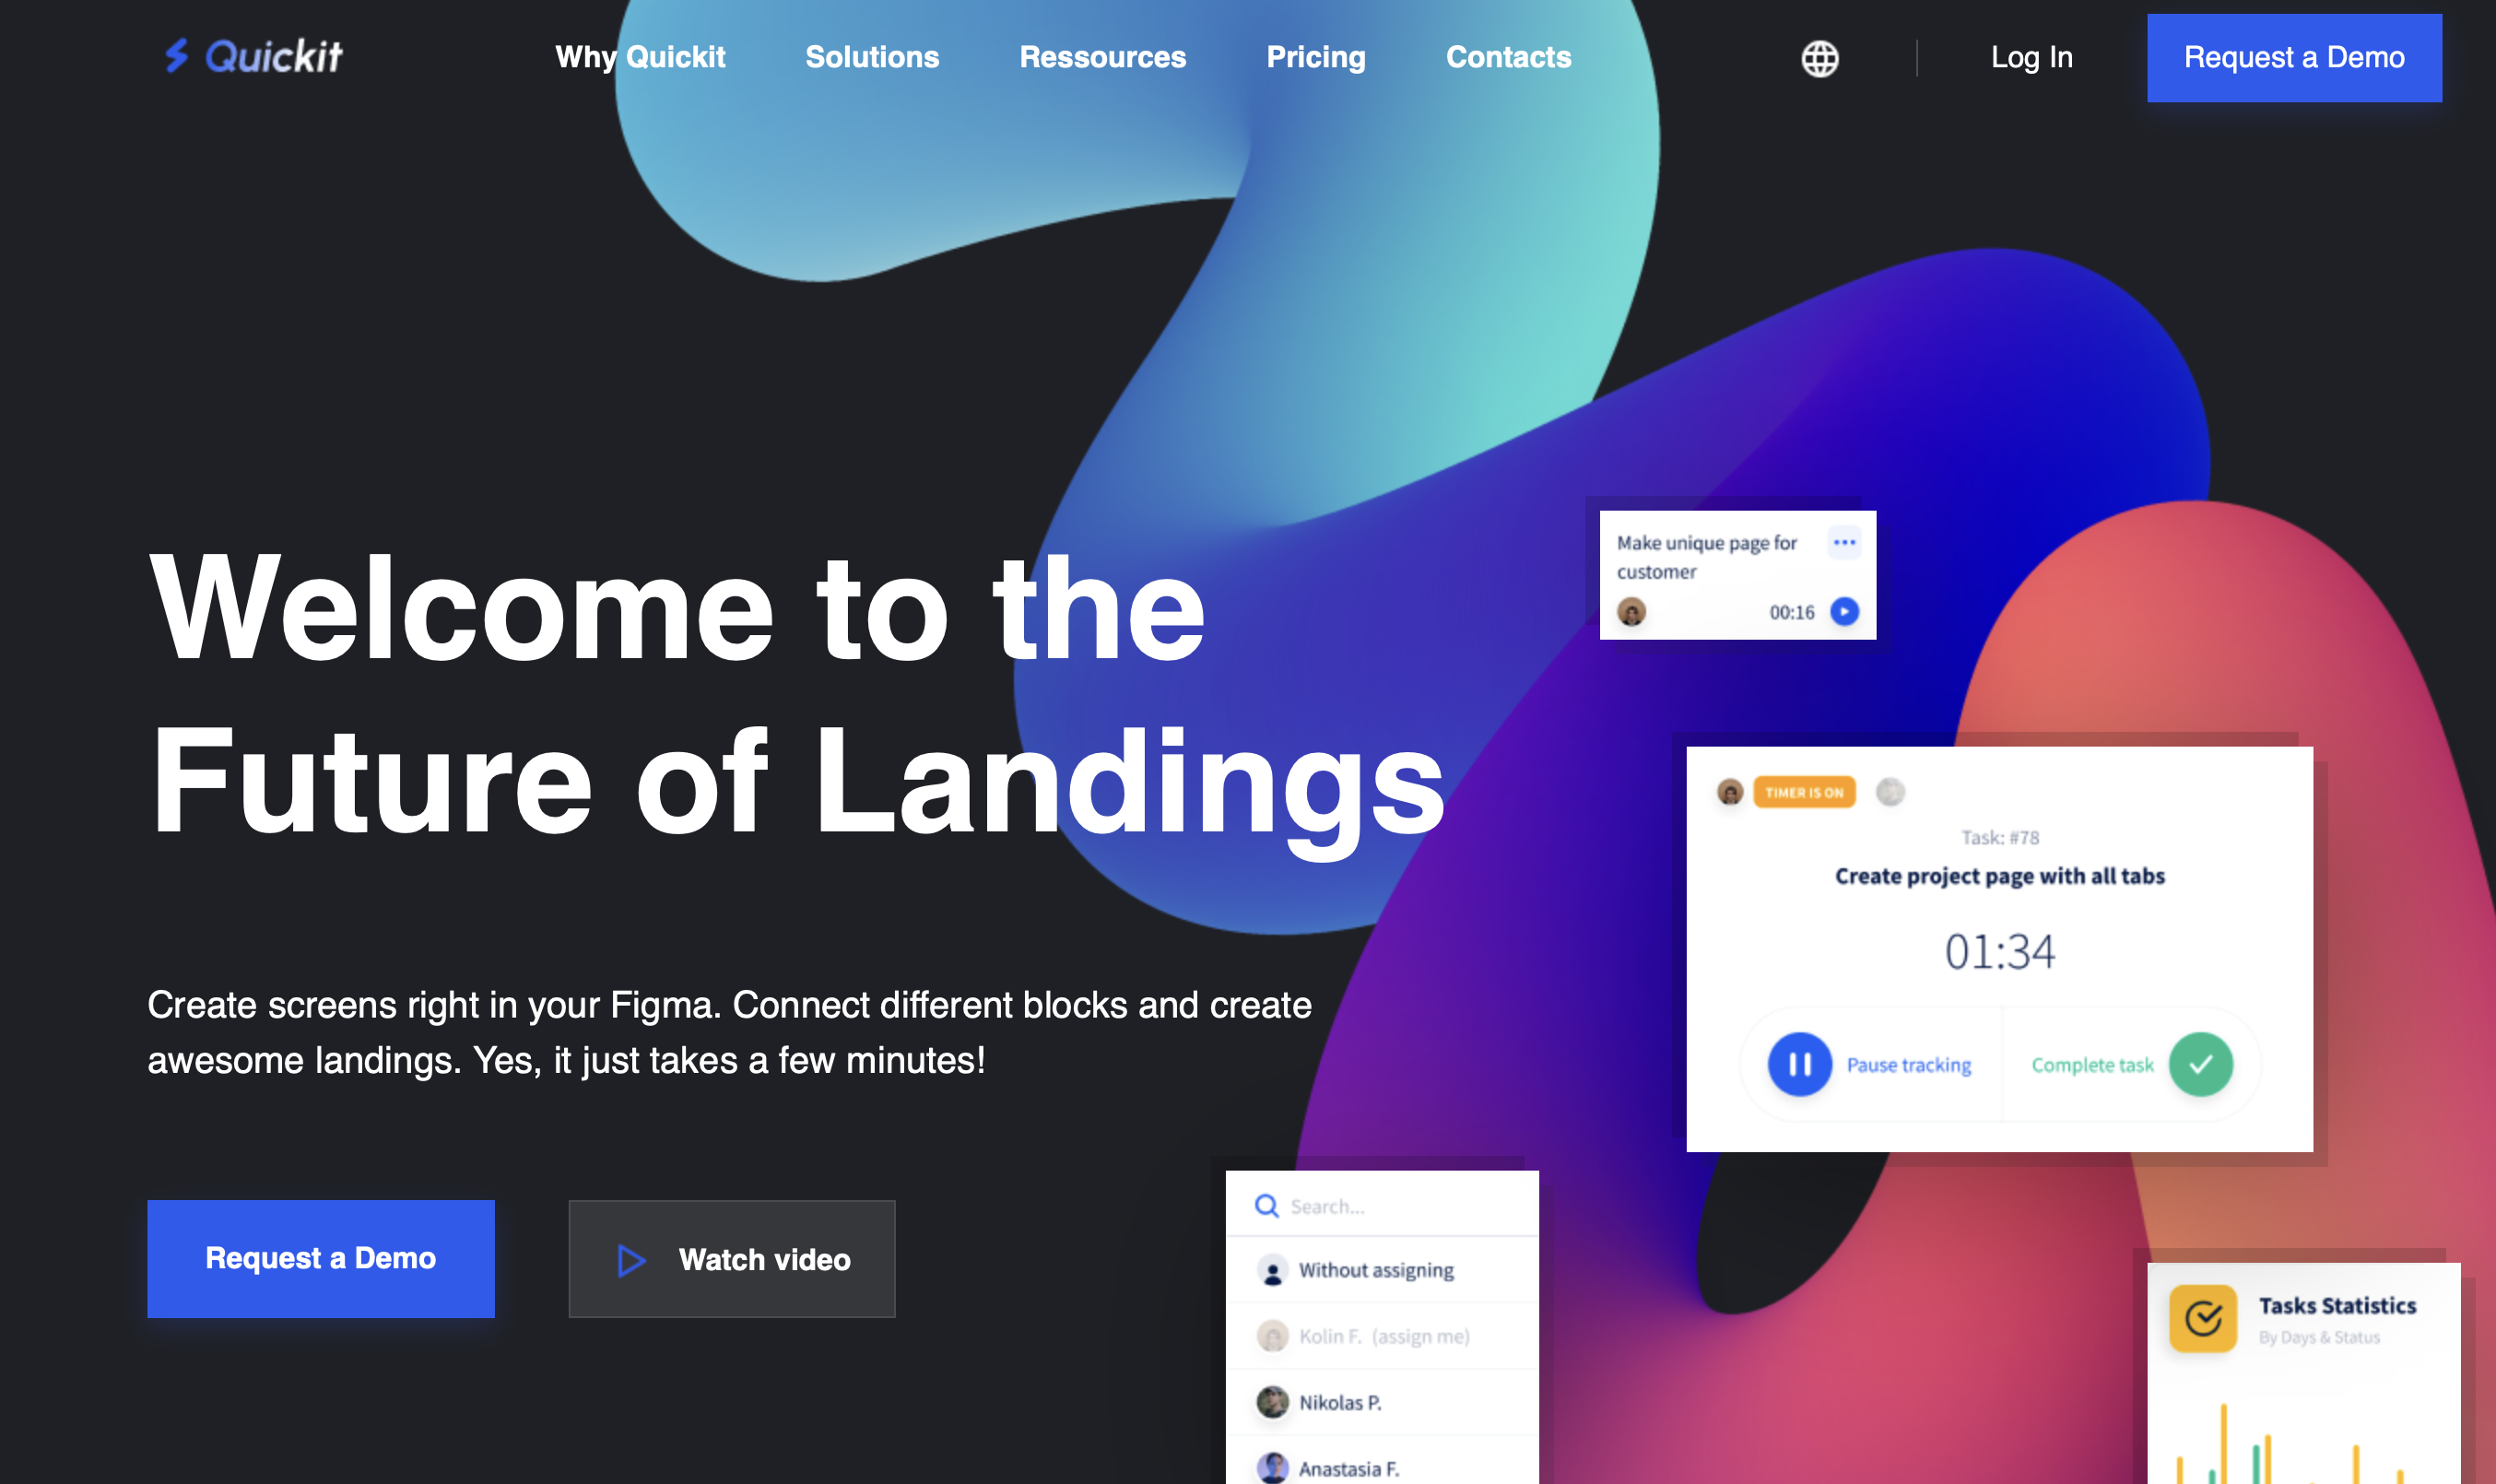 Quickit
Why Quickit
Solutions
Ressources
Pricing
Contacts
Log In
Request a Demo
Welcome to the
Future of Landings
Create screens right in your Figma. Connect different blocks and create
awesome landings. Yes, it just takes a few minutes!
Request a Demo
Watch video
Make unique page for
customer
00:16
TIMER IS ON
Task: #78
Create project page with all tabs
01:34
Pause tracking
Complete task
Search...
Without assigning
Kolin F. (assign me)
Nikolas P.
Anastasia F.
Tasks Statistics
By Days & Status